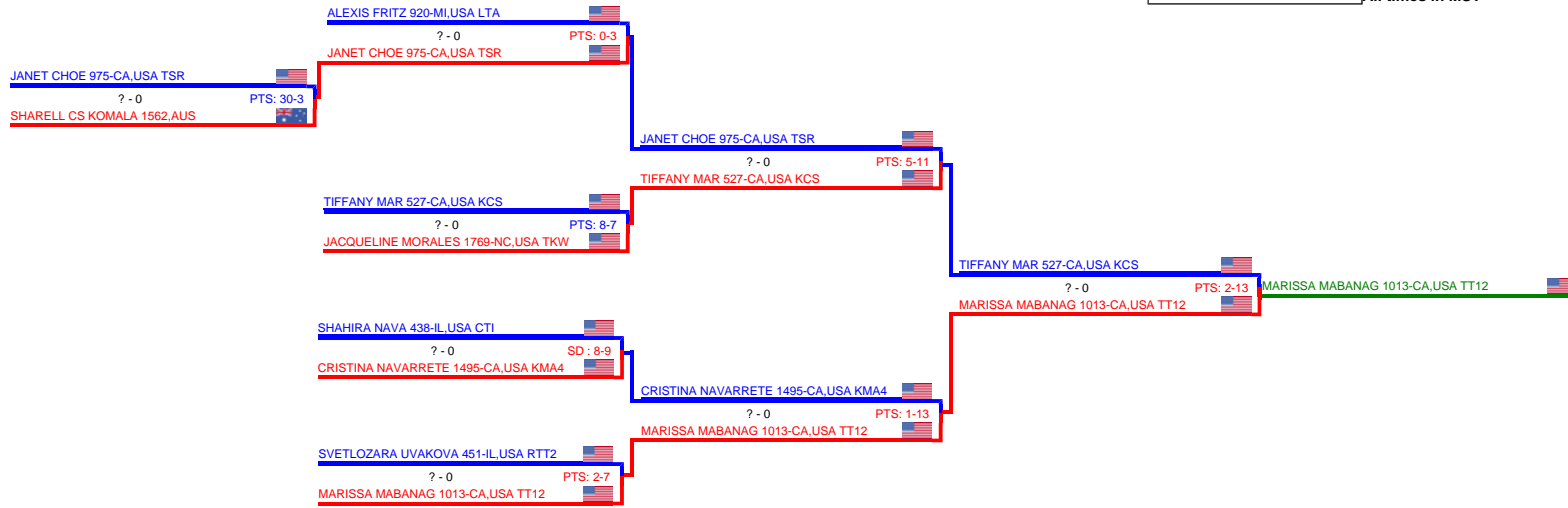 ALEXIS FRITZ 920-MI,USA LTA
? - 0 PTS: 0-3
JANET CHOE 975-CA,USA TSR
JANET CHOE 975-CA,USA TSR
? - 0 PTS: 30-3
SHARELL CS KOMALA 1562,AUS
JANET CHOE 975-CA,USA TSR
? - 0 PTS: 5-11
TIFFANY MAR 527-CA,USA KCS
TIFFANY MAR 527-CA,USA KCS
? - 0 PTS: 8-7
JACQUELINE MORALES 1769-NC,USA TKW
TIFFANY MAR 527-CA,USA KCS
? - 0 PTS: 2-13
MARISSA MABANAG 1013-CA,USA TT12
MARISSA MABANAG 1013-CA,USA TT12
SHAHIRA NAVA 438-IL,USA CTI
? - 0 SD : 8-9
CRISTINA NAVARRETE 1495-CA,USA KMA4
CRISTINA NAVARRETE 1495-CA,USA KMA4
? - 0 PTS: 1-13
MARISSA MABANAG 1013-CA,USA TT12
SVETLOZARA UVAKOVA 451-IL,USA RTT2
? - 0 PTS: 2-7
MARISSA MABANAG 1013-CA,USA TT12